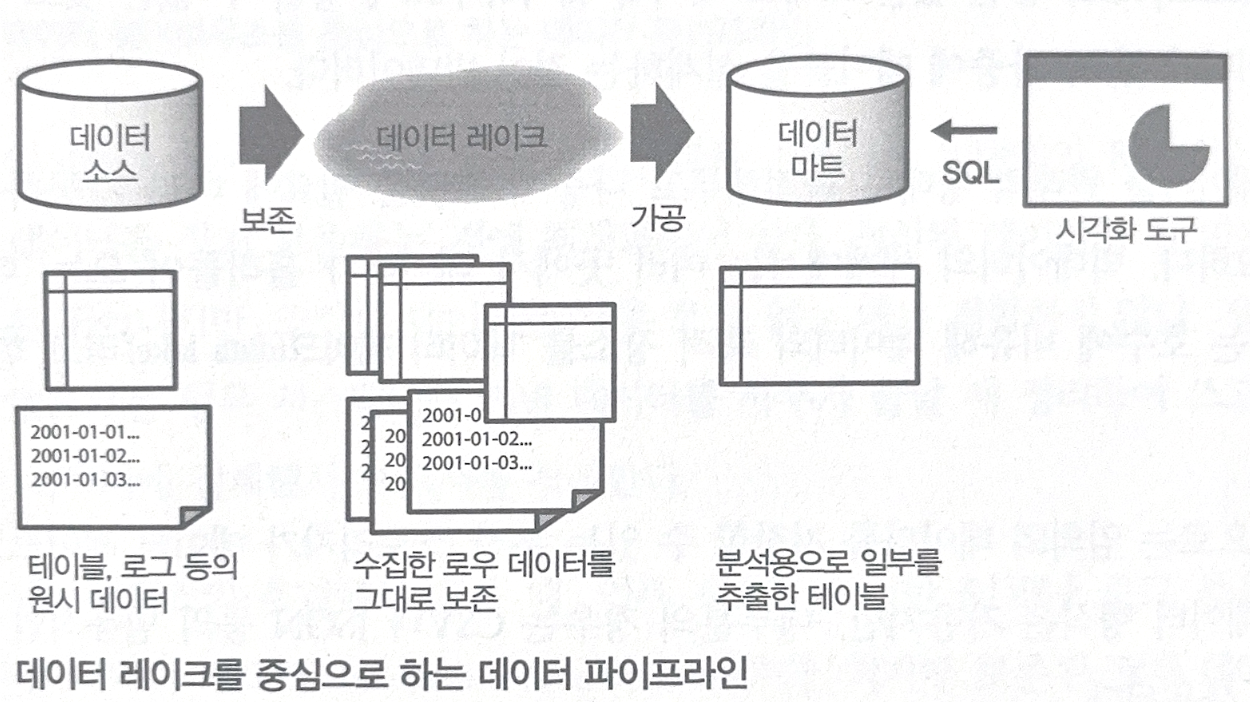 데이터
소스
보존
데이터 레이크
가공
데이터
마트
SQL
시각화 도구
2001-01-01...
2001-01-02...
2001-01-03...
테이블, 로그 등의
원시 데이터
2
2
2
20
20
20
2001-0
2001-01-02...
2001-01-03...
수집한 로우 데이터를
그대로 보존
분석용으로 일부를
추출한 테이블
데이터 레이크를 중심으로 하는 데이터 파이프라인